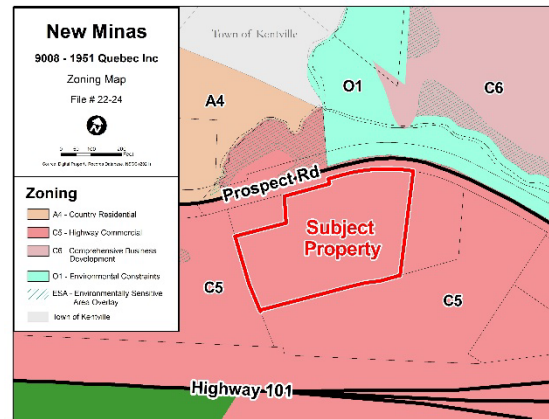 New Minas
9008 - 1951 Quebec Inc
Zoning Map
File # 22-24
Zoning
A4 - Country Residential
C5 - Highway Commercial
C6 - Comprehensive Business
Development
O1 - Environmental Constraints
ESA - Environmentally Sensitive
Area Overlay
Town of Kentville
Town of Kentville
A4
O1
C6
Prospect Rd
Subject
Property
C5
C5
Highway 101